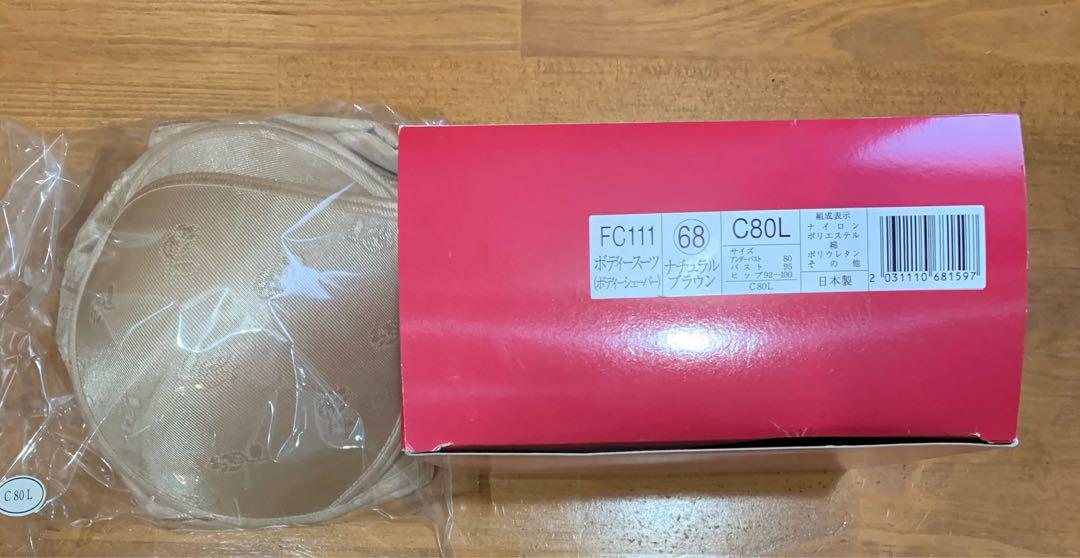 FC111
ボディースーツ
(ボディーシェーパー)
68
ナチュラル
ブラウン
C80L
サイズ
アンダーバスト 80
バスト 95
ヒップ 92〜100
C80L
組成表示
ナイロン
ポリエステル
綿
ポリウレタン
その他
日本製
2 031110 681597
C 80 L